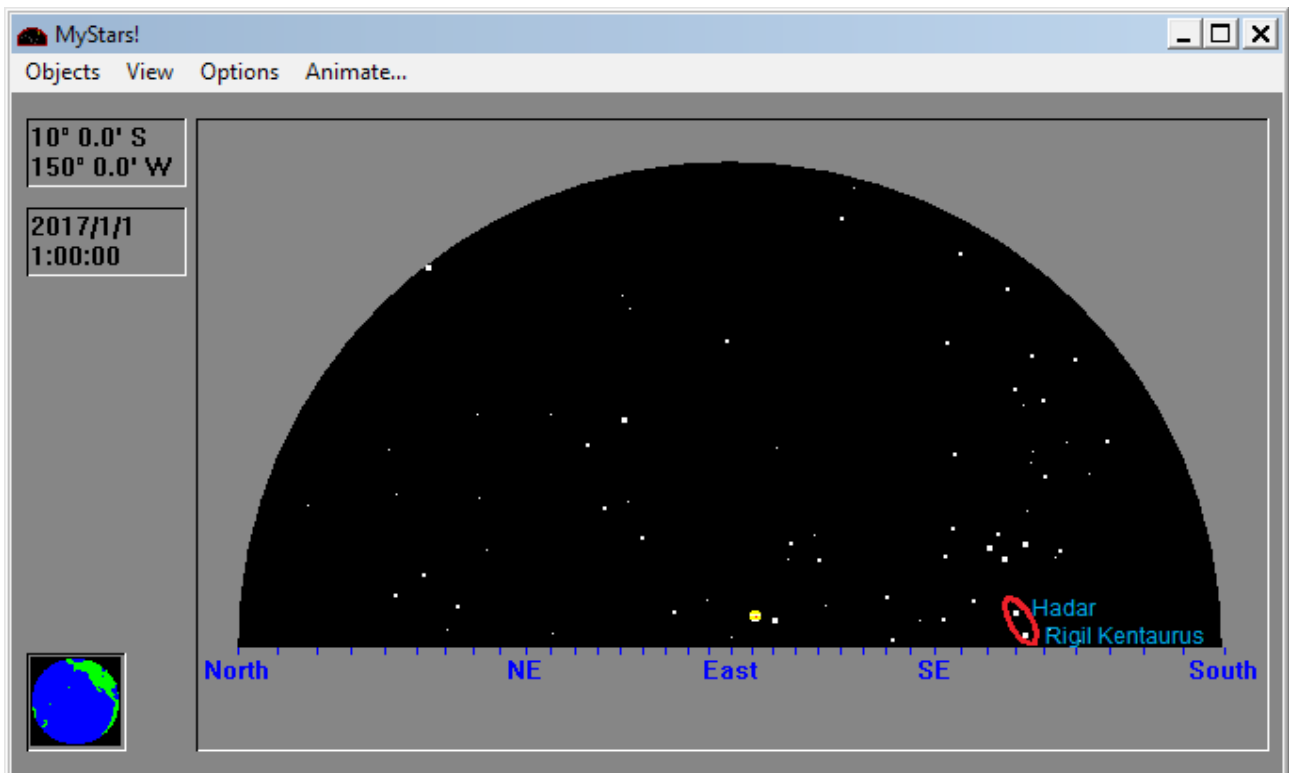 MyStars!
Objects View Options Animate...
10° 0.0' S
150° 0.0' W
2017/1/1
1:00:00
Hadar
Rigil Kentaurus
North NE East SE South